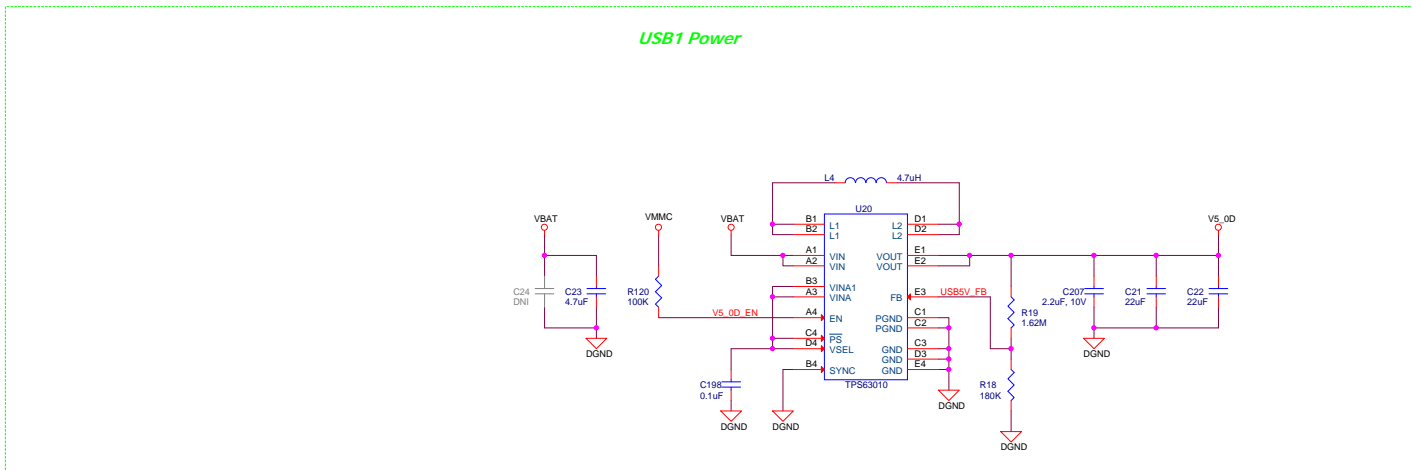 USB1 Power
L4 4.7uH
U20
VBAT
VMMC
VBAT
V5_0D
B1 L1 L2 D1
B2 L1 L2 D2
A1 VIN VOUT E1
A2 VIN VOUT E2
B3 VINA1
A3 VINA FB E3 USB5V_FB
C24
DNI
C23
4.7uF
R120
100K
C207
2.2uF, 10V
C21
22uF
C22
22uF
V5_0D_EN A4 EN
PGND C1
PGND C2
R19
1.62M
C4 PS
D4 VSEL
GND C3
GND D3
B4 SYNC GND E4
TPS63010
C198
0.1uF
R18
180K
DGND
DGND
DGND
DGND
DGND
DGND